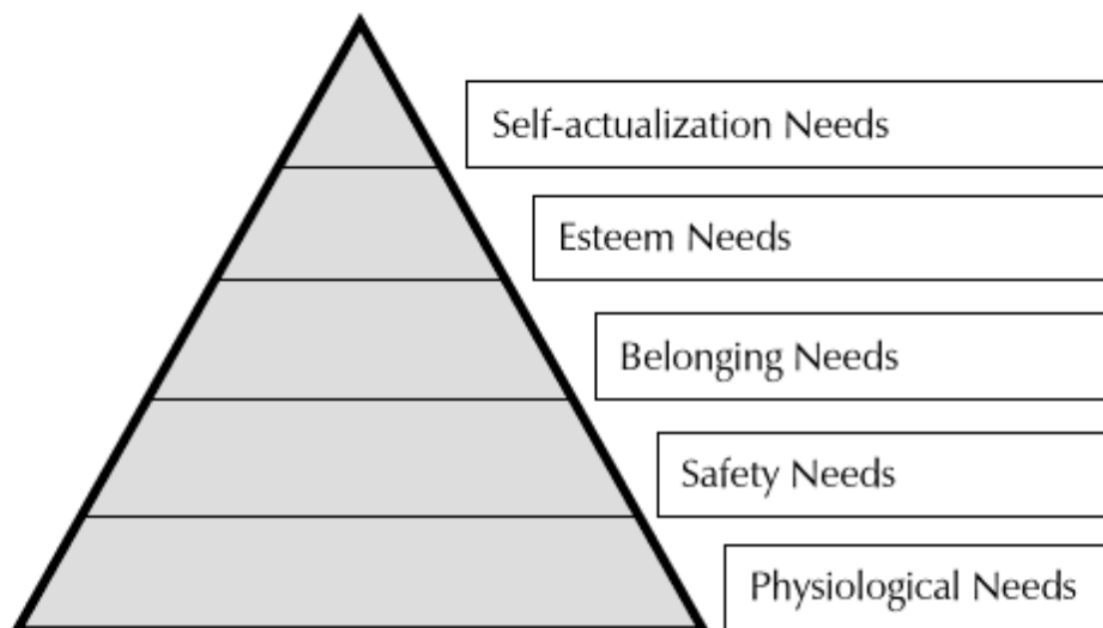 Self-actualization Needs
Esteem Needs
Belonging Needs
Safety Needs
Physiological Needs